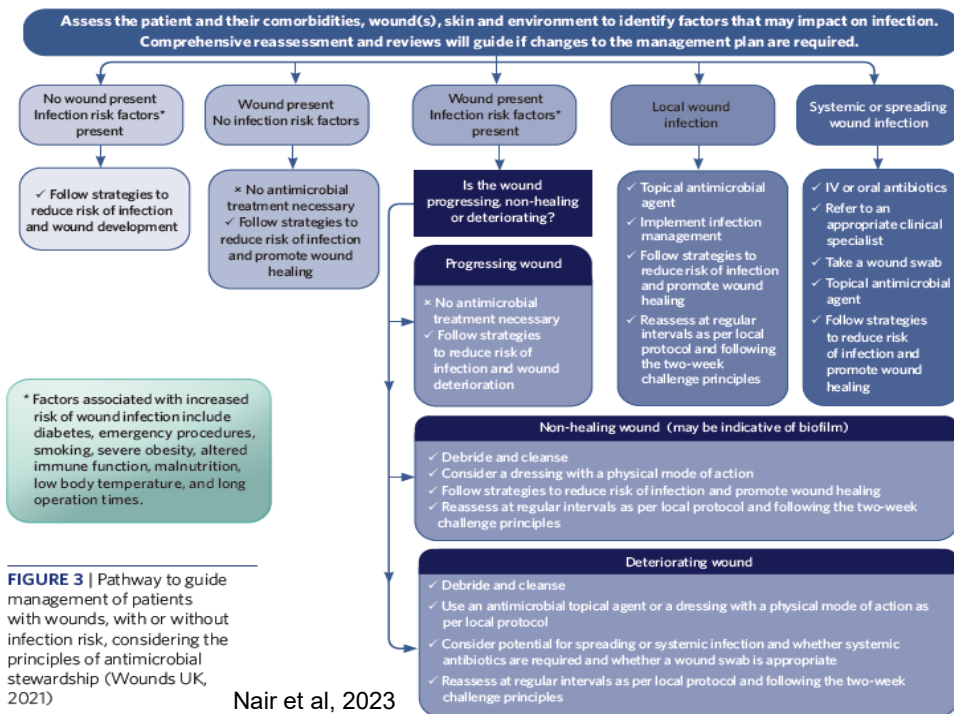 Assess the patient and their comorbidities, wound(s), skin and environment to identify factors that may impact on infection.
Comprehensive reassessment and reviews will guide if changes to the management plan are required.
No wound present
Infection risk factors*
present
✓ Follow strategies to
reduce risk of infection
and wound development
Wound present
No infection risk factors
× No antimicrobial
treatment necessary
✓ Follow strategies to
reduce risk of infection
and promote wound
healing
Wound present
Infection risk factors*
present
Is the wound
progressing, non-healing
or deteriorating?
Progressing wound
× No antimicrobial
treatment necessary
✓ Follow strategies
to reduce risk of
infection and wound
deterioration
Local wound
infection
✓ Topical antimicrobial
agent
✓ Implement infection
management
✓ Follow strategies to
reduce risk of infection
and promote wound
healing
✓ Reassess at regular
intervals as per local
protocol and following
the two-week
challenge principles
Systemic or spreading
wound infection
✓ IV or oral antibiotics
✓ Refer to an
appropriate clinical
specialist
✓ Take a wound swab
✓ Topical antimicrobial
agent
✓ Follow strategies
to reduce risk
of infection and
promote wound
healing
Non-healing wound (may be indicative of biofilm)
✓ Debride and cleanse
✓ Consider a dressing with a physical mode of action
✓ Follow strategies to reduce risk of infection and promote wound healing
✓ Reassess at regular intervals as per local protocol and following the two-week
challenge principles
Deteriorating wound
✓ Debride and cleanse
✓ Use an antimicrobial topical agent or a dressing with a physical mode of action as
per local protocol
✓ Consider potential for spreading or systemic infection and whether systemic
antibiotics are required and whether a wound swab is appropriate
✓ Reassess at regular intervals as per local protocol and following the two-week
challenge principles
* Factors associated with increased
risk of wound infection include
diabetes, emergency procedures,
smoking, severe obesity, altered
immune function, malnutrition,
low body temperature, and long
operation times.
FIGURE 3 | Pathway to guide
management of patients
with wounds, with or without
infection risk, considering the
principles of antimicrobial
stewardship (Wounds UK,
2021)
Nair et al, 2023